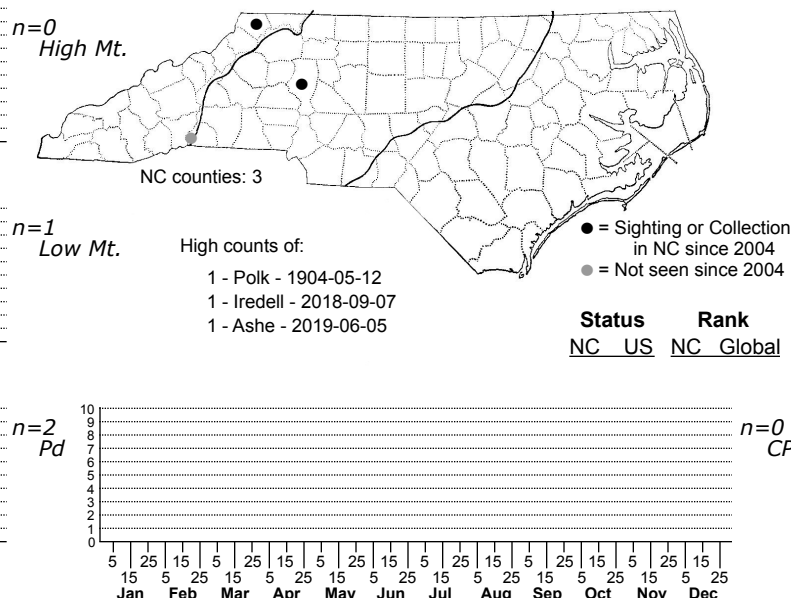 n=0
High Mt.
NC counties: 3
n=1
Low Mt.
High counts of:
1 - Polk - 1904-05-12
1 - Iredell - 2018-09-07
1 - Ashe - 2019-06-05
● = Sighting or Collection
in NC since 2004
● = Not seen since 2004
Status Rank
NC US NC Global
n=2
Pd
n=0
CP
10
9
8
7
6
5
4
3
2
1
0
5 25 15 5 25 15 5 25 15 5 25 15 5 25 15 5 25 15
15 5 25 15 5 25 15 5 25 15 5 25 15 5 25 15 5 25
Jan Feb Mar Apr May Jun Jul Aug Sep Oct Nov Dec